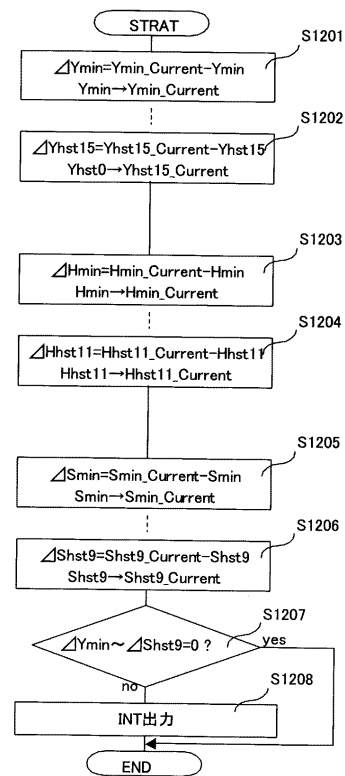 STRAT
S1201
⊿Ymin=Ymin_Current-Ymin
Ymin→Ymin_Current
S1202
⊿Yhst15=Yhst15_Current-Yhst15
Yhst0→Yhst15_Current
S1203
⊿Hmin=Hmin_Current-Hmin
Hmin→Hmin_Current
S1204
⊿Hhst11=Hhst11_Current-Hhst11
Hhst11→Hhst11_Current
S1205
⊿Smin=Smin_Current-Smin
Smin→Smin_Current
S1206
⊿Shst9=Shst9_Current-Shst9
Shst9→Shst9_Current
S1207
⊿Ymin~⊿Shst9=0 ?
yes
no
S1208
INT出力
END